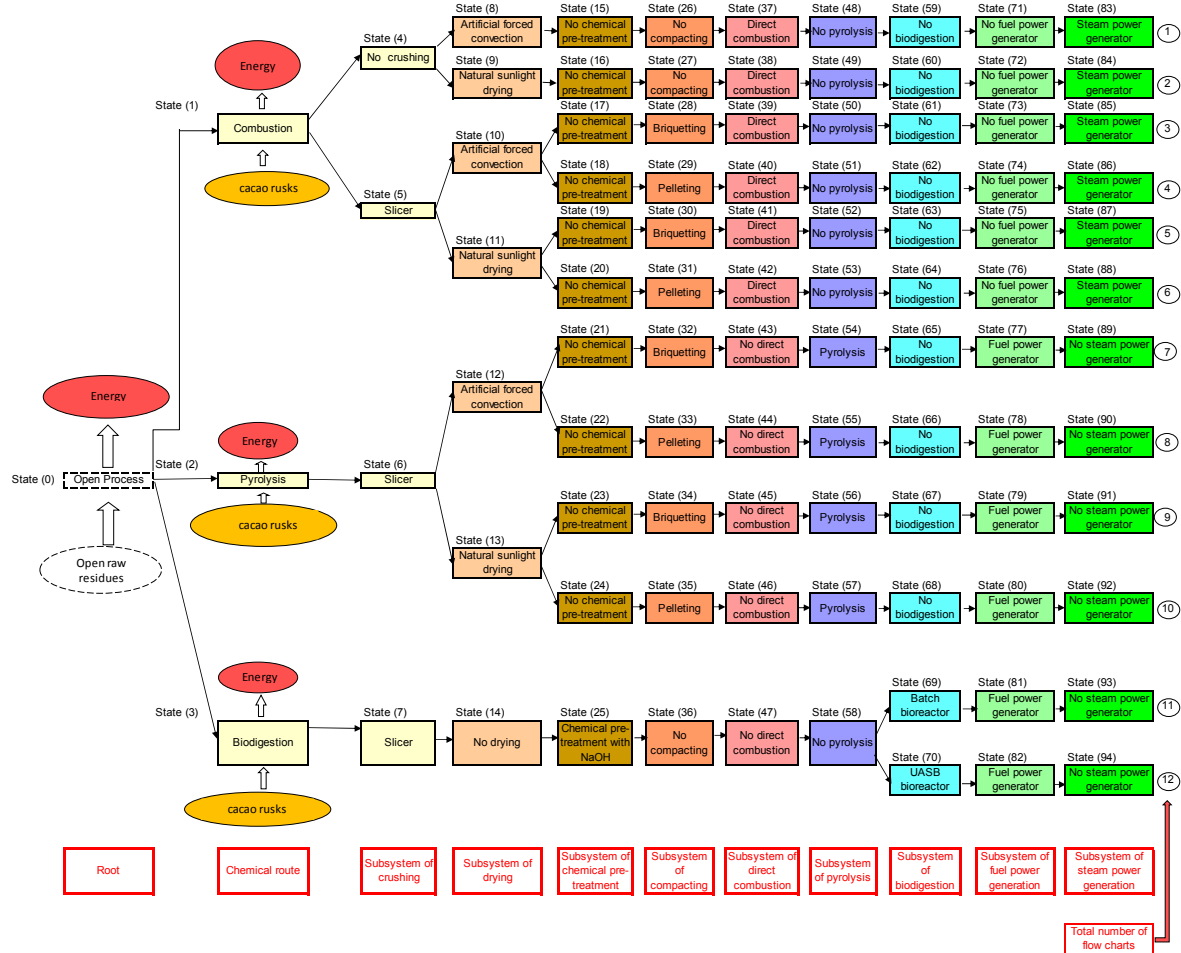 State (8)
State (15)
State (26)
State (37)
State (48)
State (59)
State (71)
State (83)
Artificial forced
convection
No chemical
pre-treatment
No
compacting
Direct
combustion
No pyrolysis
No
biodigestion
No fuel power
generator
Steam power
generator
1
State (4)
No crushing
Energy
State (9)
State (16)
State (27)
State (38)
State (49)
State (60)
State (72)
State (84)
Natural sunlight
drying
No chemical
pre-treatment
No
compacting
Direct
combustion
No pyrolysis
No
biodigestion
No fuel power
generator
Steam power
generator
2
State (1)
Combustion
State (17)
State (28)
State (39)
State (50)
State (61)
State (73)
State (85)
No chemical
pre-treatment
Briquetting
Direct
combustion
No pyrolysis
No
biodigestion
No fuel power
generator
Steam power
generator
3
State (10)
Artificial forced
convection
State (18)
State (29)
State (40)
State (51)
State (62)
State (74)
State (86)
No chemical
pre-treatment
Pelleting
Direct
combustion
No pyrolysis
No
biodigestion
No fuel power
generator
Steam power
generator
4
cacao rusks
State (5)
Slicer
State (19)
State (30)
State (41)
State (52)
State (63)
State (75)
State (87)
No chemical
pre-treatment
Briquetting
Direct
combustion
No pyrolysis
No
biodigestion
No fuel power
generator
Steam power
generator
5
State (11)
Natural sunlight
drying
State (20)
State (31)
State (42)
State (53)
State (64)
State (76)
State (88)
No chemical
pre-treatment
Pelleting
Direct
combustion
No pyrolysis
No
biodigestion
No fuel power
generator
Steam power
generator
6
State (21)
State (32)
State (43)
State (54)
State (65)
State (77)
State (89)
No chemical
pre-treatment
Briquetting
No direct
combustion
Pyrolysis
No
biodigestion
Fuel power
generator
No steam power
generator
7
State (12)
Artificial forced
convection
Energy
State (22)
State (33)
State (44)
State (55)
State (66)
State (78)
State (90)
No chemical
pre-treatment
Pelleting
No direct
combustion
Pyrolysis
No
biodigestion
Fuel power
generator
No steam power
generator
8
Energy
State (0)
Open Process
State (2)
Pyrolysis
State (6)
Slicer
cacao rusks
State (23)
State (34)
State (45)
State (56)
State (67)
State (79)
State (91)
No chemical
pre-treatment
Briquetting
No direct
combustion
Pyrolysis
No
biodigestion
Fuel power
generator
No steam power
generator
9
State (13)
Natural sunlight
drying
Open raw
residues
State (24)
State (35)
State (46)
State (57)
State (68)
State (80)
State (92)
No chemical
pre-treatment
Pelleting
No direct
combustion
Pyrolysis
No
biodigestion
Fuel power
generator
No steam power
generator
10
Energy
State (69)
State (81)
State (93)
Batch
bioreactor
Fuel power
generator
No steam power
generator
11
State (3)
State (7)
State (14)
State (25)
State (36)
State (47)
State (58)
Biodigestion
Slicer
No drying
Chemical pre-
treatment with
NaOH
No
compacting
No direct
combustion
No pyrolysis
State (70)
State (82)
State (94)
UASB
bioreactor
Fuel power
generator
No steam power
generator
12
cacao rusks
Root
Chemical route
Subsystem of
crushing
Subsystem of
drying
Subsystem of
chemical pre-
treatment
Subsystem
of
compacting
Subsystem of
direct
combustion
Subsystem
of pyrolysis
Subsystem
of
biodigestion
Subsystem of
fuel power
generation
Subsystem of
steam power
generation
Total number of
flow charts